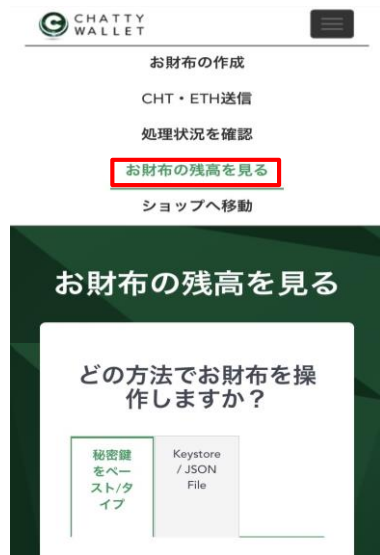 CHATTY
WALLET
お財布の作成
CHT・ETH送信
処理状況を確認
お財布の残高を見る
ショップへ移動
お財布の残高を見る
どの方法でお財布を操
作しますか？
秘密鍵
をペー
スト/タ
イプ
Keystore
/ JSON
File